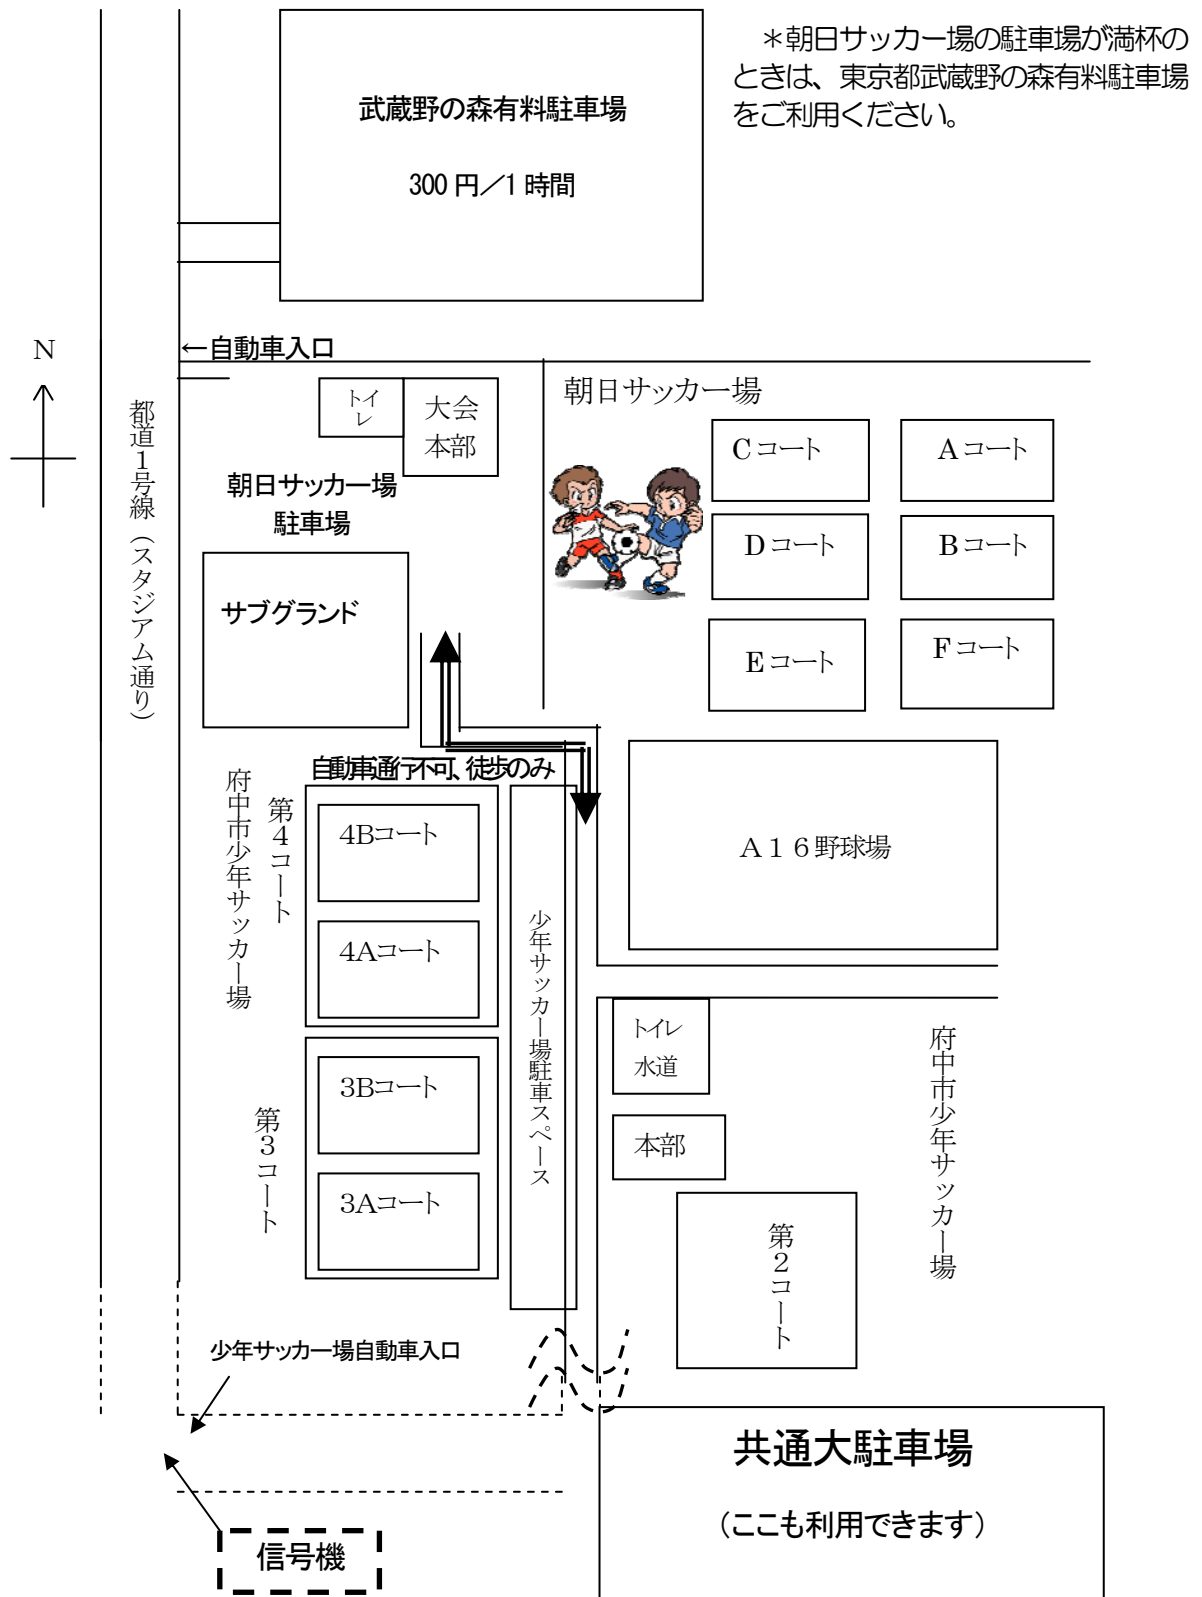 ＊朝日サッカー場の駐車場が満杯の
ときは、東京都武蔵野の森有料駐車場
をご利用ください。
武蔵野の森有料駐車場
300 円／1 時間
N
←自動車入口
都道１号線（スタジアム通り）
トイ
レ
大会
本部
朝日サッカー場
駐車場
サブグランド
朝日サッカー場
Cコート
Aコート
Dコート
Bコート
Eコート
Fコート
自動車通行不可、徒歩のみ
府中市少年サッカー場
第４コート
4Bコート
4Aコート
第３コート
3Bコート
3Aコート
少年サッカー場駐車スペース
Ａ１６野球場
トイレ
水道
本部
第２コート
府中市少年サッカー場
少年サッカー場自動車入口
信号機
共通大駐車場
（ここも利用できます）